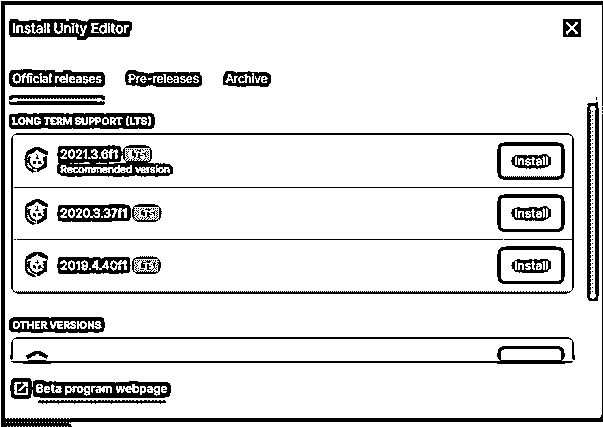 Install Unity Editor
Official releases Pre-releases Archive
LONG TERM SUPPORT (LTS)
2021.3.6f1 LTS
Recommended version
Install
2020.3.37f1 LTS
Install
2019.4.40f1 LTS
Install
OTHER VERSIONS
Beta program webpage